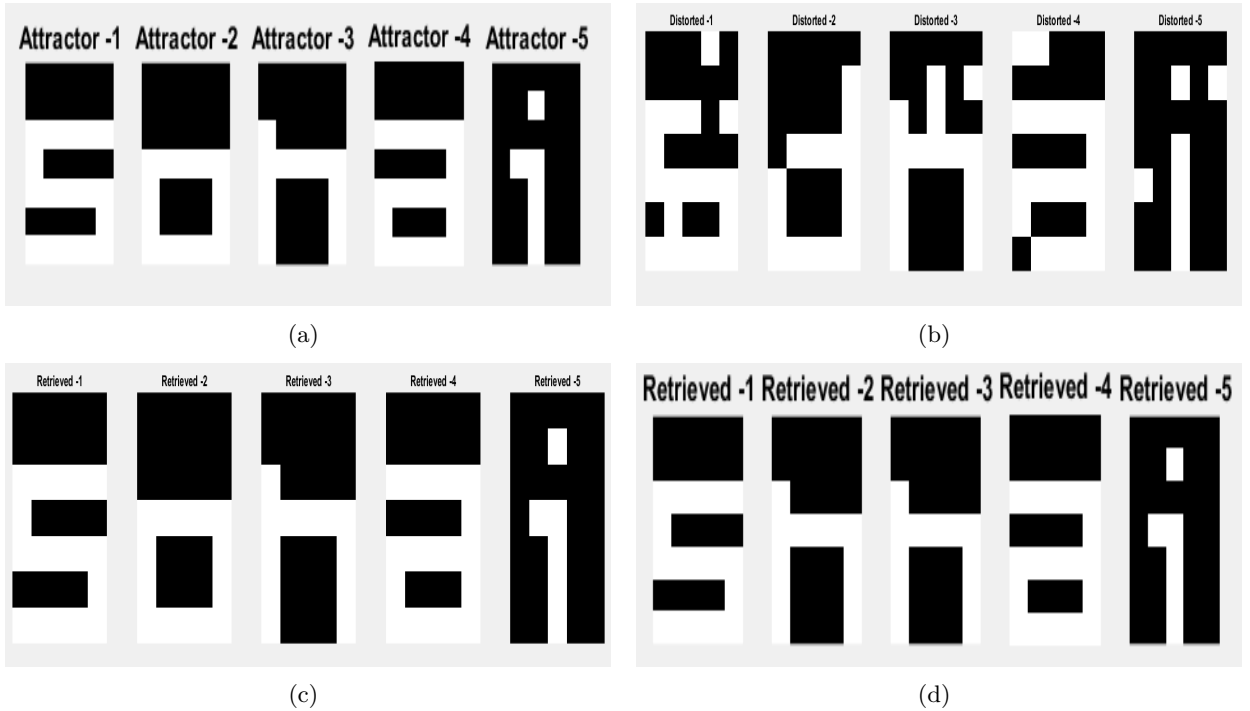 Attractor -1 Attractor -2 Attractor -3 Attractor -4 Attractor -5
Distorted -1 Distorted -2 Distorted -3 Distorted -4 Distorted -5
(a)
(b)
Retrieved -1 Retrieved -2 Retrieved -3 Retrieved -4 Retrieved -5
Retrieved -1 Retrieved -2 Retrieved -3 Retrieved -4 Retrieved -5
(c)
(d)